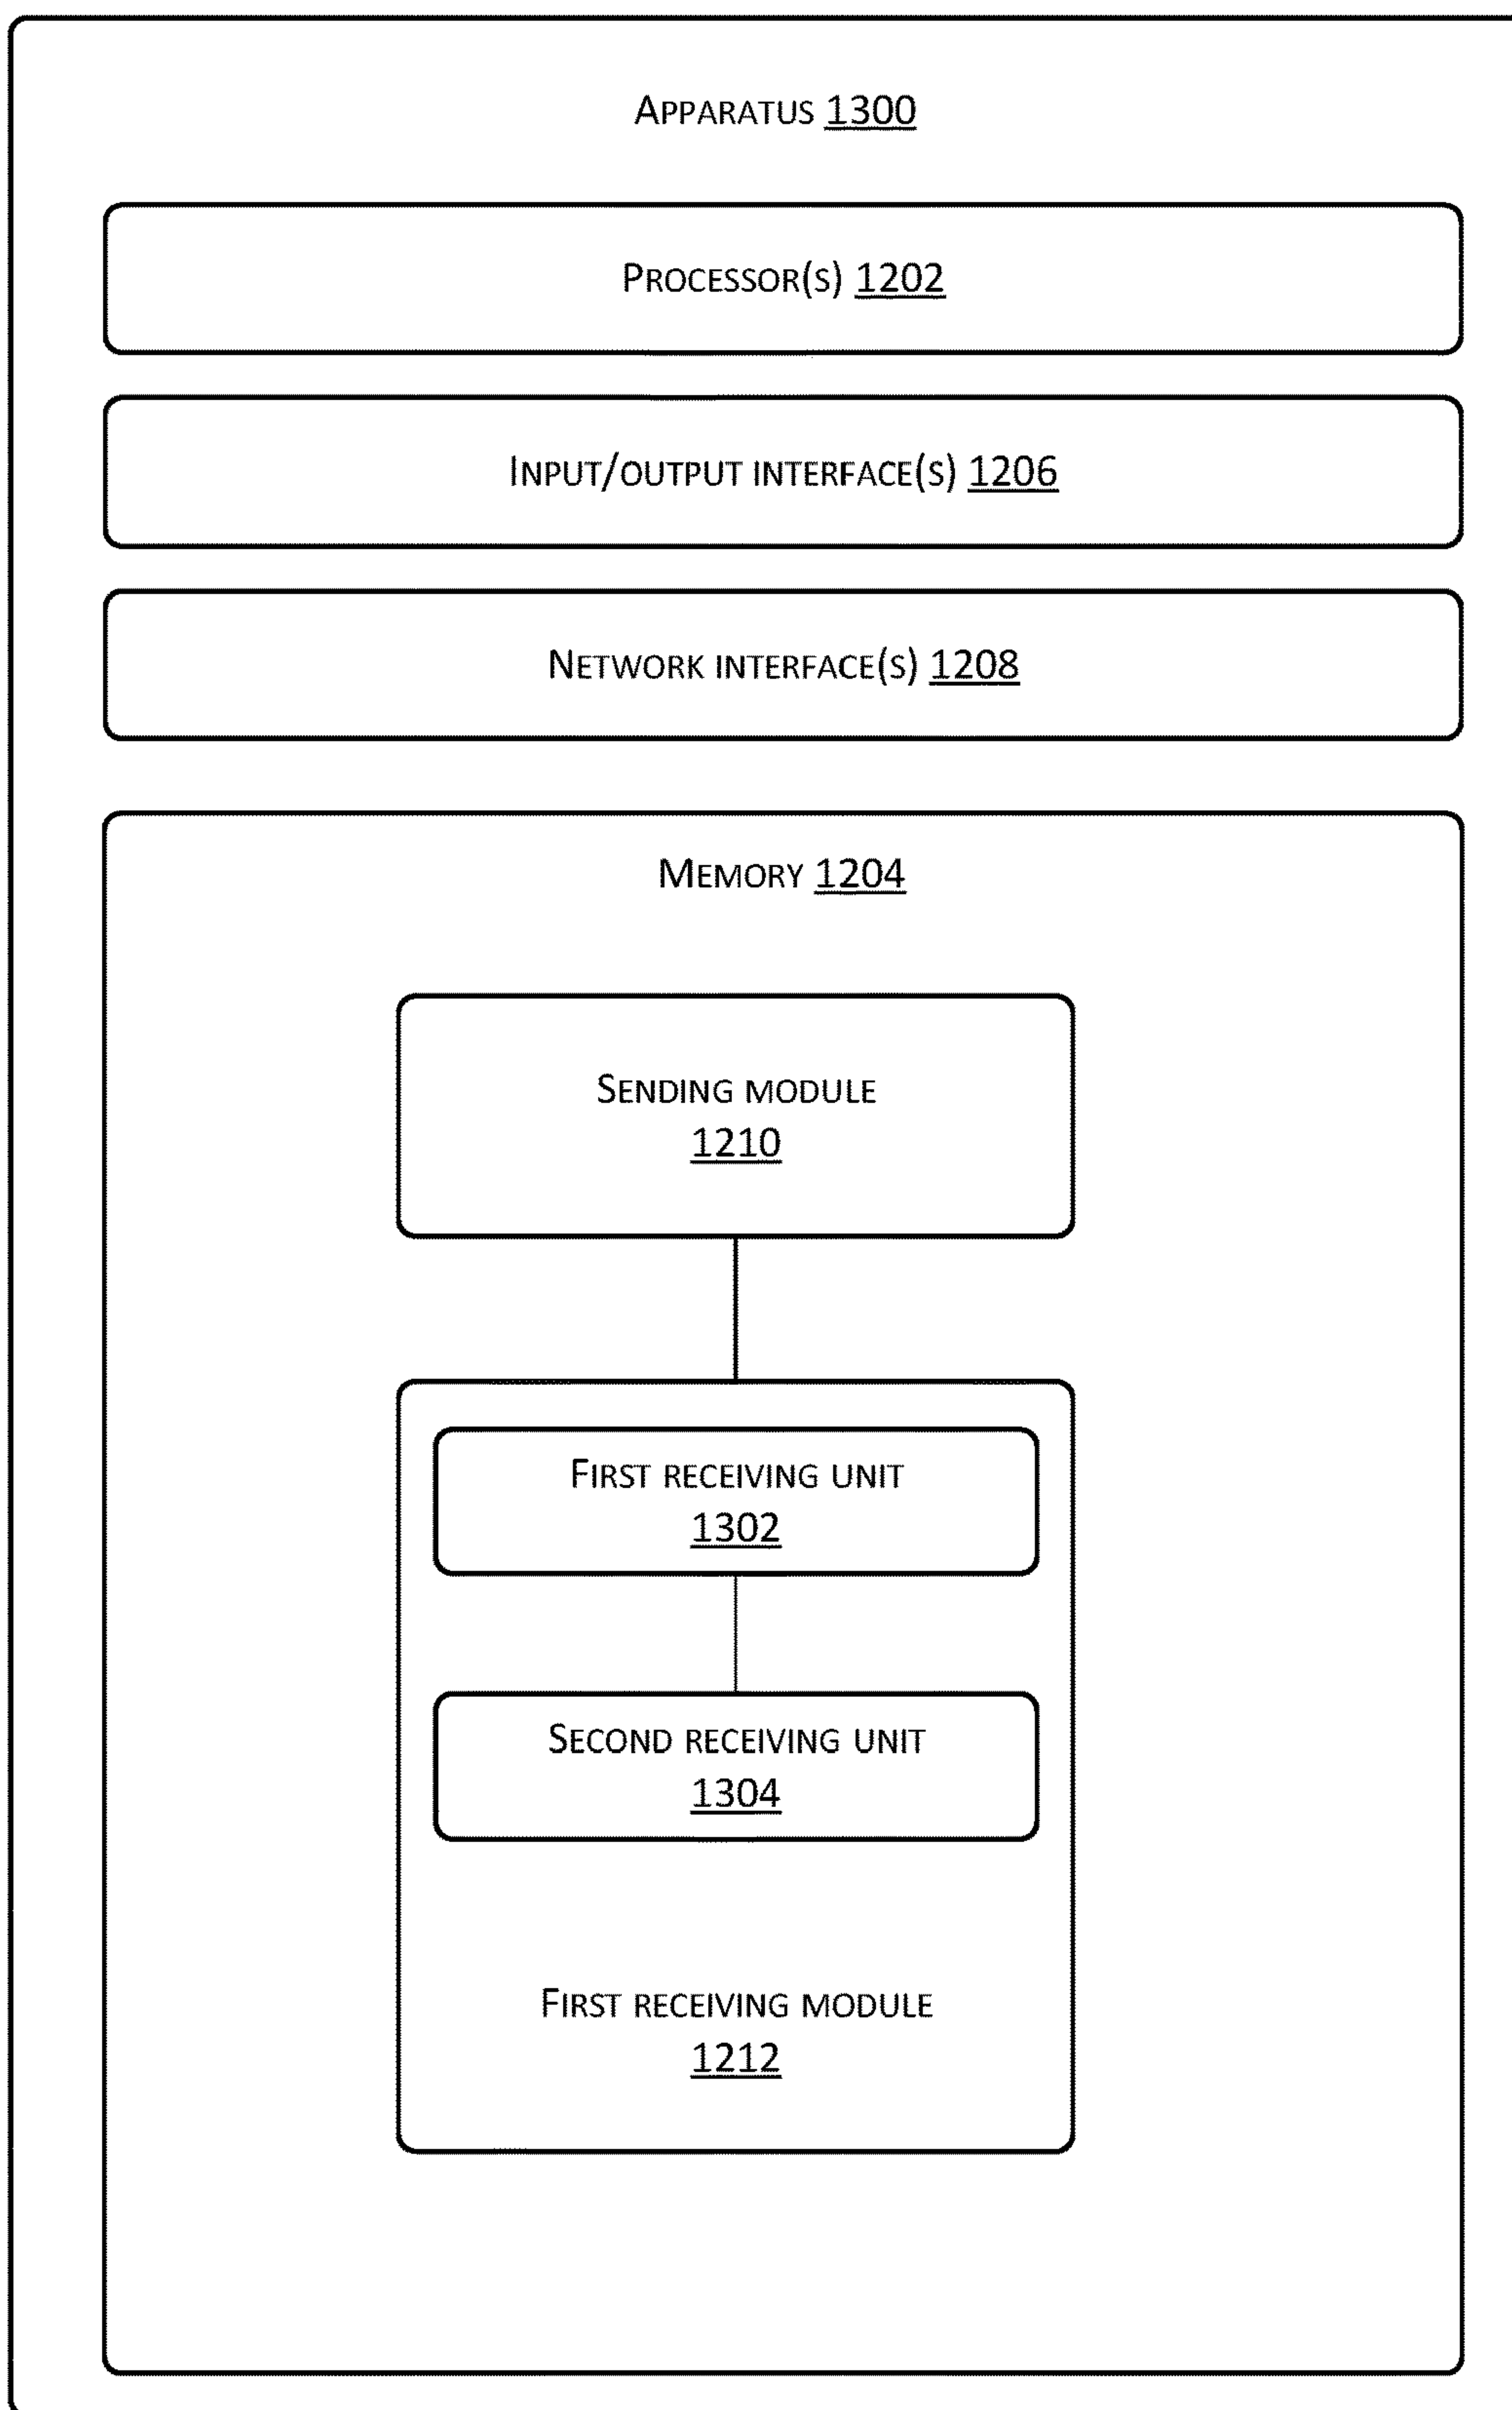 APPARATUS 1300
PROCESSOR(S) 1202
INPUT/OUTPUT INTERFACE(S) 1206
NETWORK INTERFACE(S) 1208
MEMORY 1204
SENDING MODULE
1210
FIRST RECEIVING UNIT
1302
SECOND RECEIVING UNIT
1304
FIRST RECEIVING MODULE
1212